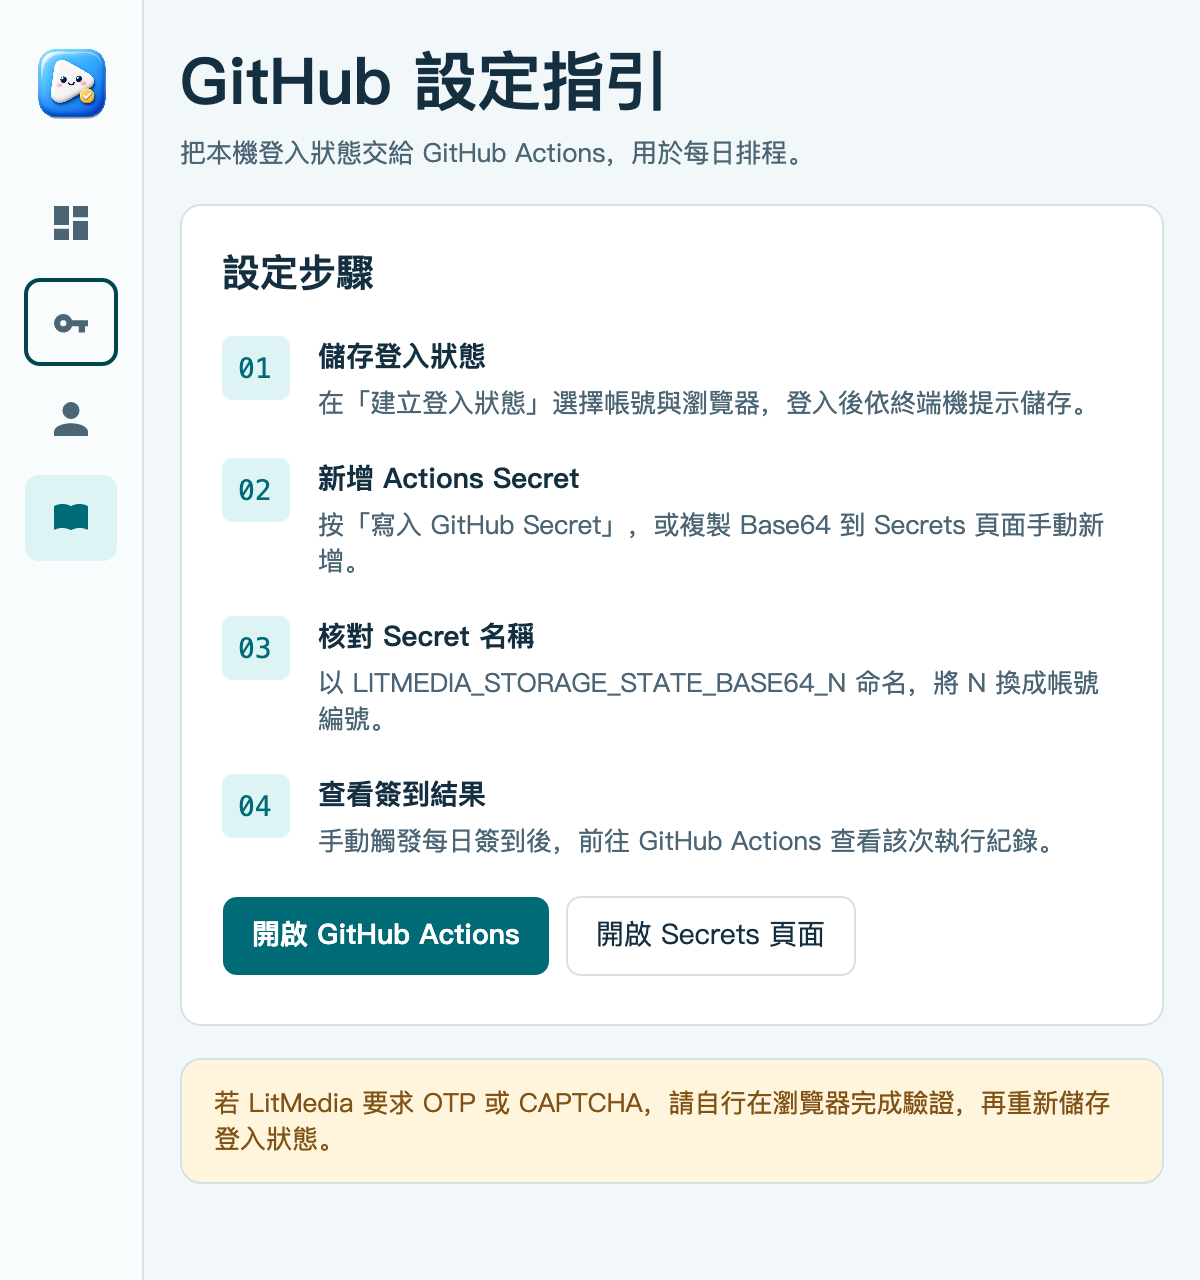 GitHub 設定指引
把本機登入狀態交給 GitHub Actions，用於每日排程。
設定步驟
01
儲存登入狀態
在「建立登入狀態」選擇帳號與瀏覽器，登入後依終端機提示儲存。
02
新增 Actions Secret
按「寫入 GitHub Secret」，或複製 Base64 到 Secrets 頁面手動新
增。
03
核對 Secret 名稱
以 LITMEDIA_STORAGE_STATE_BASE64_N 命名，將 N 換成帳號
編號。
04
查看簽到結果
手動觸發每日簽到後，前往 GitHub Actions 查看該次執行紀錄。
開啟 GitHub Actions
開啟 Secrets 頁面
若 LitMedia 要求 OTP 或 CAPTCHA，請自行在瀏覽器完成驗證，再重新儲存
登入狀態。